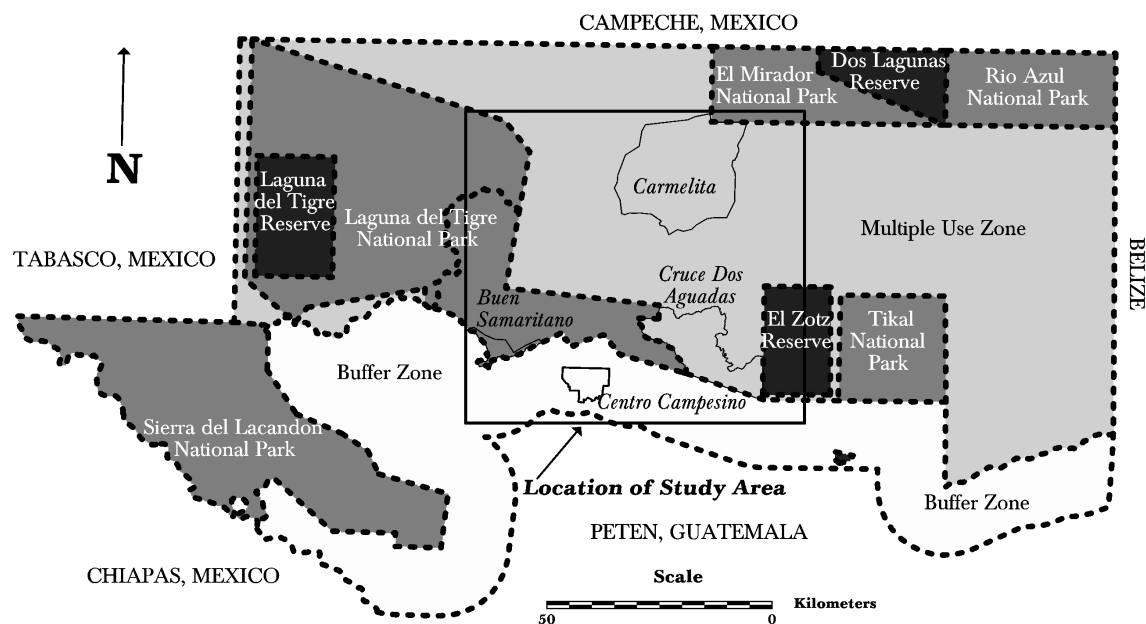 CAMPECHE, MEXICO
El Mirador
National Park
Dos Lagunas
Reserve
Rio Azul
National Park
N
Laguna
del Tigre
Reserve
Laguna del Tigre
National Park
Carmelita
Multiple Use Zone
TABASCO, MEXICO
BELIZE
Cruce Dos
Aguadas
Buen
Samaritano
El Zotz
Reserve
Tikal
National
Park
Buffer Zone
Centro Campesino
Sierra del Lacandon
National Park
Location of Study Area
Buffer Zone
PETEN, GUATEMALA
CHIAPAS, MEXICO
Scale
Kilometers
50 0